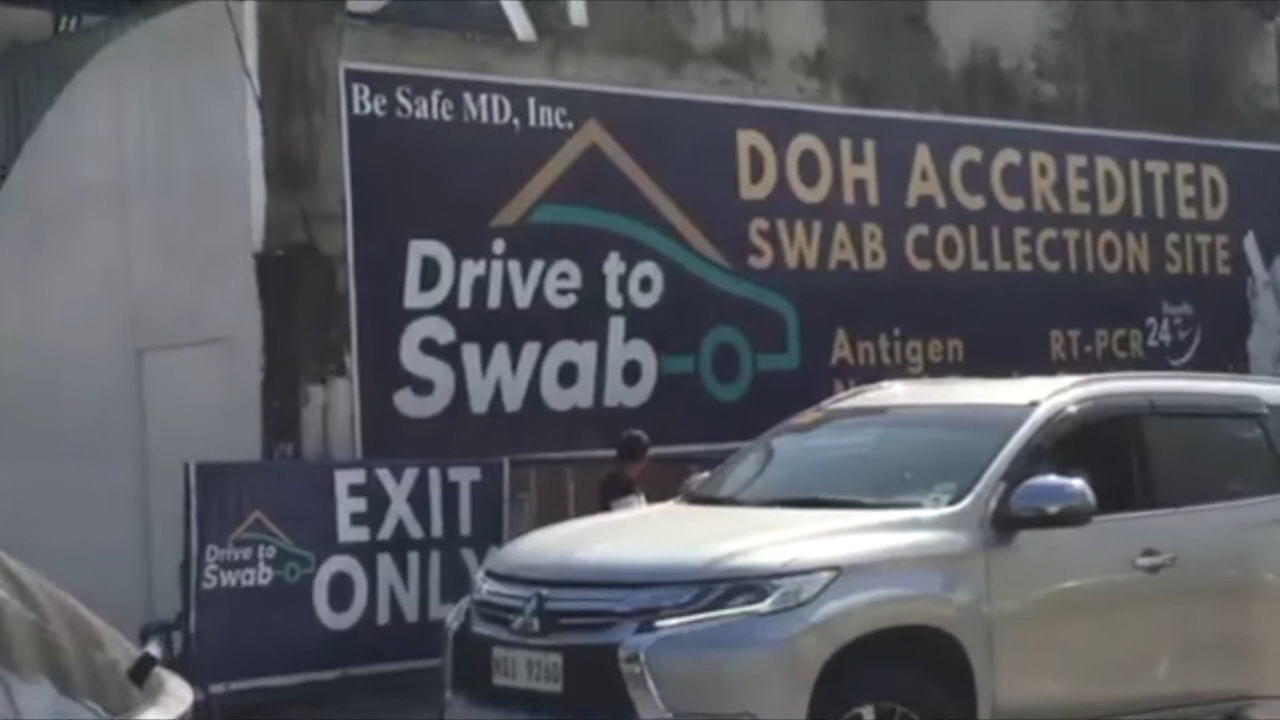 Be Safe MD, Inc.
Drive to
Swab
DOH ACCREDITED
SWAB COLLECTION SITE
Antigen
RT-PCR
24
EXIT
ONLY
Drive to
Swab
9260